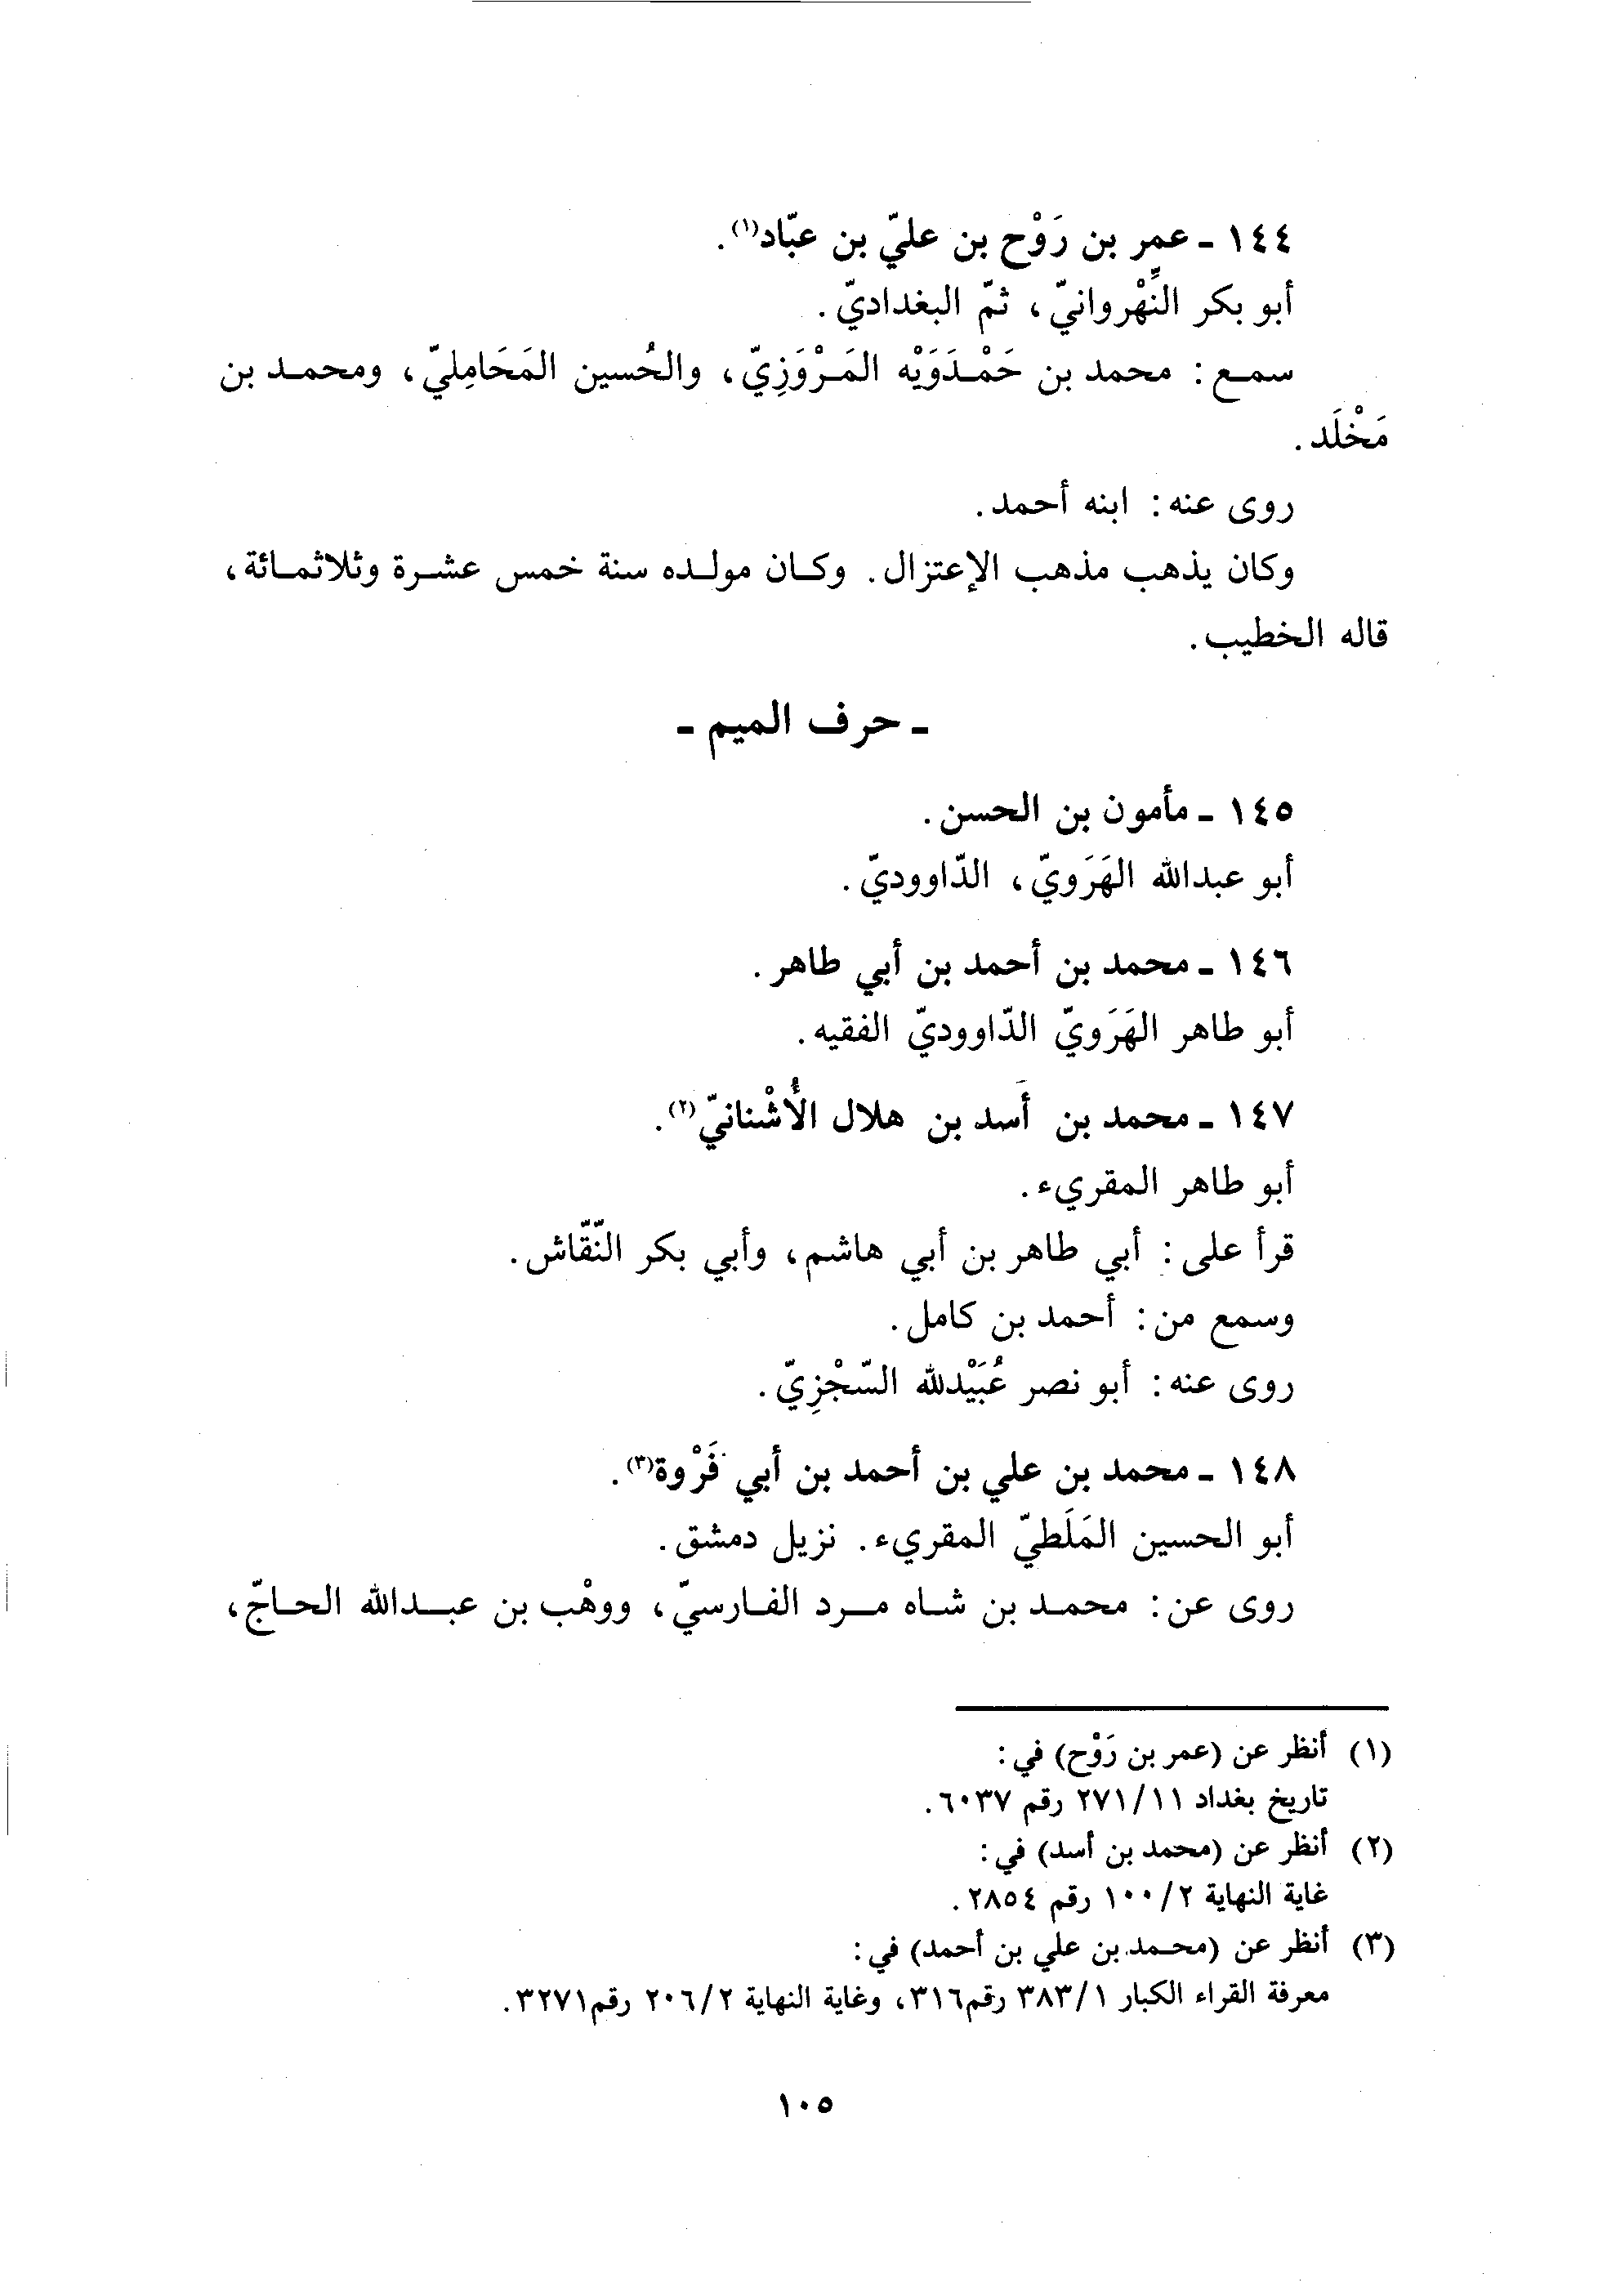 ١٤٤ ـ عمر بن رَوْح بن عليّ بن عبّاد(١).
أبو بكر النِّهْروانيّ، ثمّ البغداديّ.
سمع: محمد بن حَمْدَوَيْه المَرْوَزِيّ، والحُسين المَحَامِليّ، ومحمد بن
مَخْلَد.
روى عنه: ابنه أحمد.
وكان يذهب مذهب الإعتزال. وكان مولده سنة خمس عشرة وثلاثمائة،
قاله الخطيب.
ـ حرف الميم ـ
١٤٥ ـ مأمون بن الحسن.
أبو عبدالله الهَرَويّ، الدّاووديّ.
١٤٦ ـ محمد بن أحمد بن أبي طاهر.
أبو طاهر الهَرَويّ الدّاووديّ الفقيه.
١٤٧ ـ محمد بن أَسد بن هلال الأُشْنانيّ(٢).
أبو طاهر المقريء.
قرأ على: أبي طاهر بن أبي هاشم، وأبي بكر النّقّاش.
وسمع من: أحمد بن كامل.
روى عنه: أبو نصر عُبَيْدلله السّجْزِيّ.
١٤٨ ـ محمد بن علي بن أحمد بن أبي فَرْوة(٣).
أبو الحسين المَلَطيّ المقريء. نزيل دمشق.
روى عن: محمد بن شاه مرد الفارسيّ، ووهْب بن عبدالله الحاجّ،
(١) أنظر عن (عمر بن رَوْح) في:
تاريخ بغداد ٢٧١/١١ رقم ٦٠٣٧.
(٢) أنظر عن (محمد بن أسد) في:
غاية النهاية ١٠٠/٢ رقم ٢٨٥٤.
(٣) أنظر عن (محمد بن علي بن أحمد) في:
معرفة القراء الكبار ٣٨٣/١ رقم٣١٦، وغاية النهاية ٢٠٦/٢ رقم٣٢٧١.
١٠٥